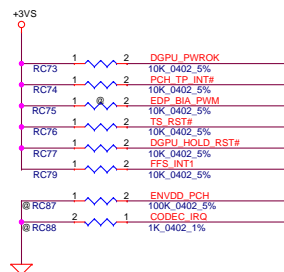 +3VS
1 2 DGPU_PWROK
RC73 10K_0402_5%
1 2 PCH_TP_INT#
RC74 10K_0402_5%
1 @ 2 EDP_BIA_PWM
RC75 10K_0402_5%
1 2 TS_RST#
RC76 10K_0402_5%
1 2 DGPU_HOLD_RST#
RC77 10K_0402_5%
1 2 FFS_INT1
RC79 10K_0402_5%
1 2 ENVDD_PCH
@ RC87 100K_0402_5%
2 1 CODEC_IRQ
@ RC88 1K_0402_1%